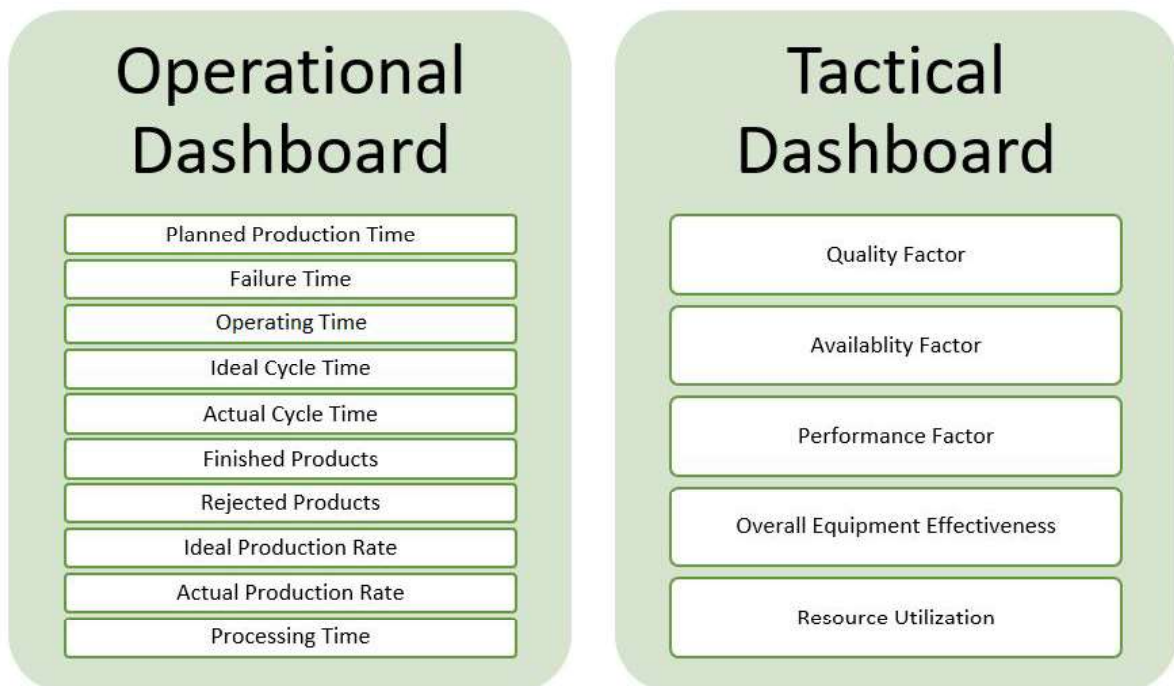 Operational
Dashboard
Planned Production Time
Failure Time
Operating Time
Ideal Cycle Time
Actual Cycle Time
Finished Products
Rejected Products
Ideal Production Rate
Actual Production Rate
Processing Time
Tactical
Dashboard
Quality Factor
Availablity Factor
Performance Factor
Overall Equipment Effectiveness
Resource Utilization